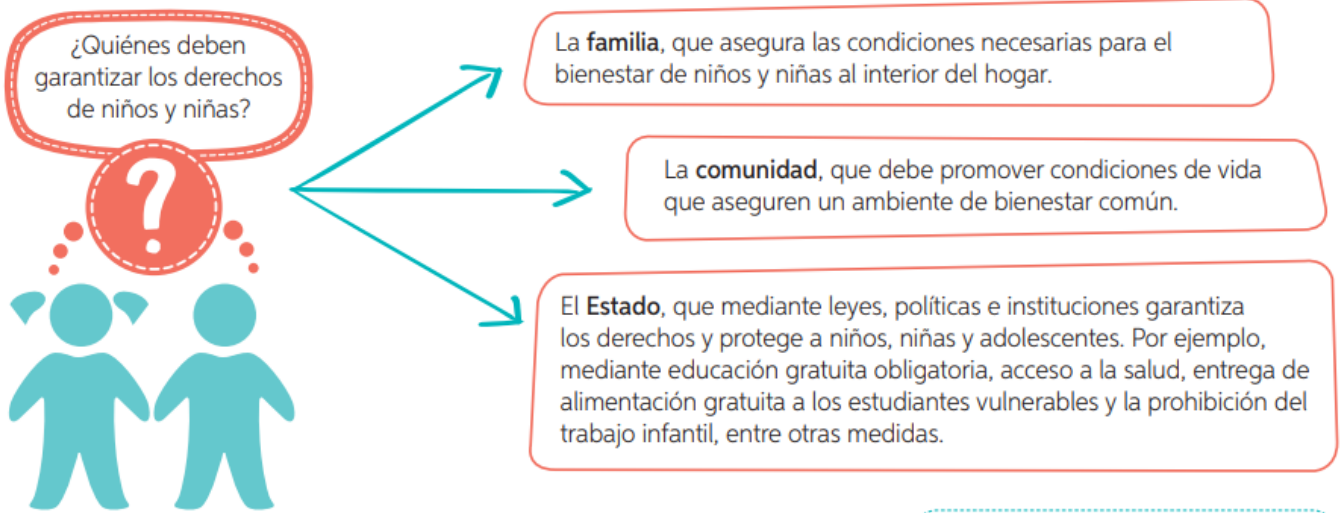 ¿Quiénes deben
garantizar los derechos
de niños y niñas?
?
La familia, que asegura las condiciones necesarias para el
bienestar de niños y niñas al interior del hogar.
La comunidad, que debe promover condiciones de vida
que aseguren un ambiente de bienestar común.
El Estado, que mediante leyes, políticas e instituciones garantiza
los derechos y protege a niños, niñas y adolescentes. Por ejemplo,
mediante educación gratuita obligatoria, acceso a la salud, entrega de
alimentación gratuita a los estudiantes vulnerables y la prohibición del
trabajo infantil, entre otras medidas.